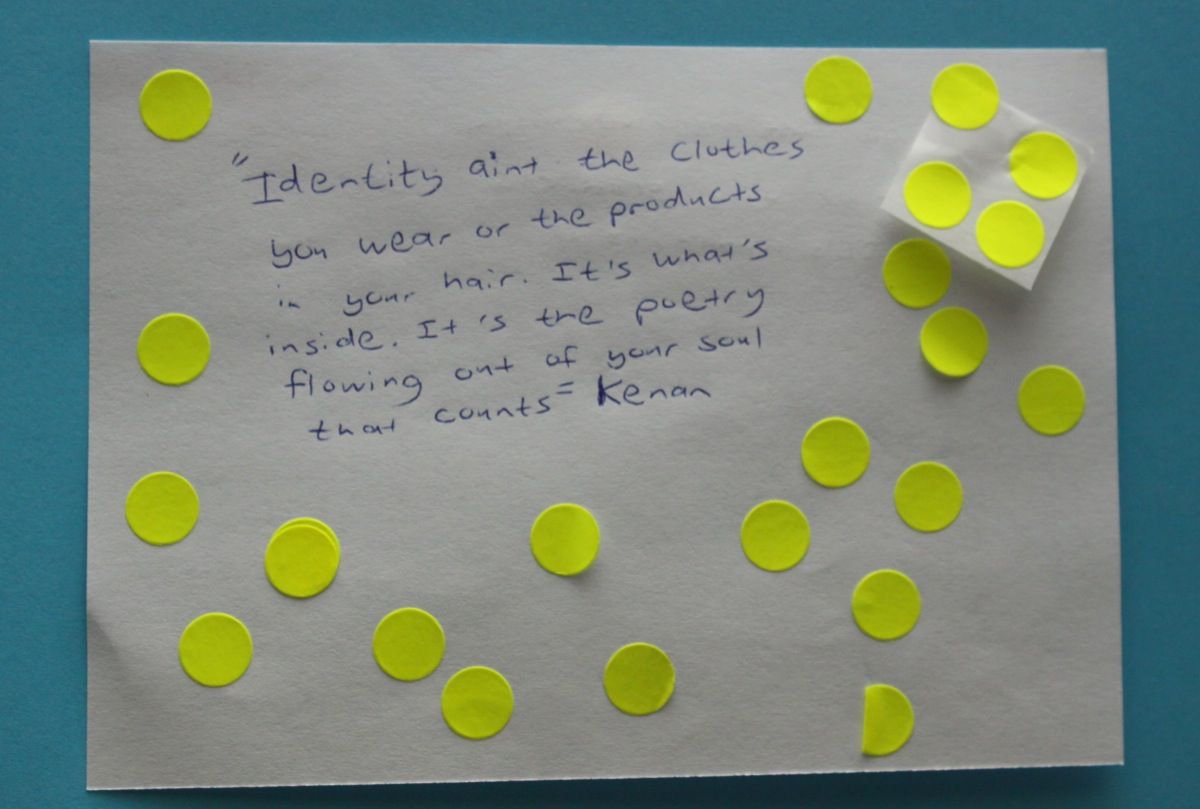 "Identity aint the clothes
you wear or the products
in your hair. It's what's
inside. It's the poetry
flowing out of your soul
that counts" Kenan